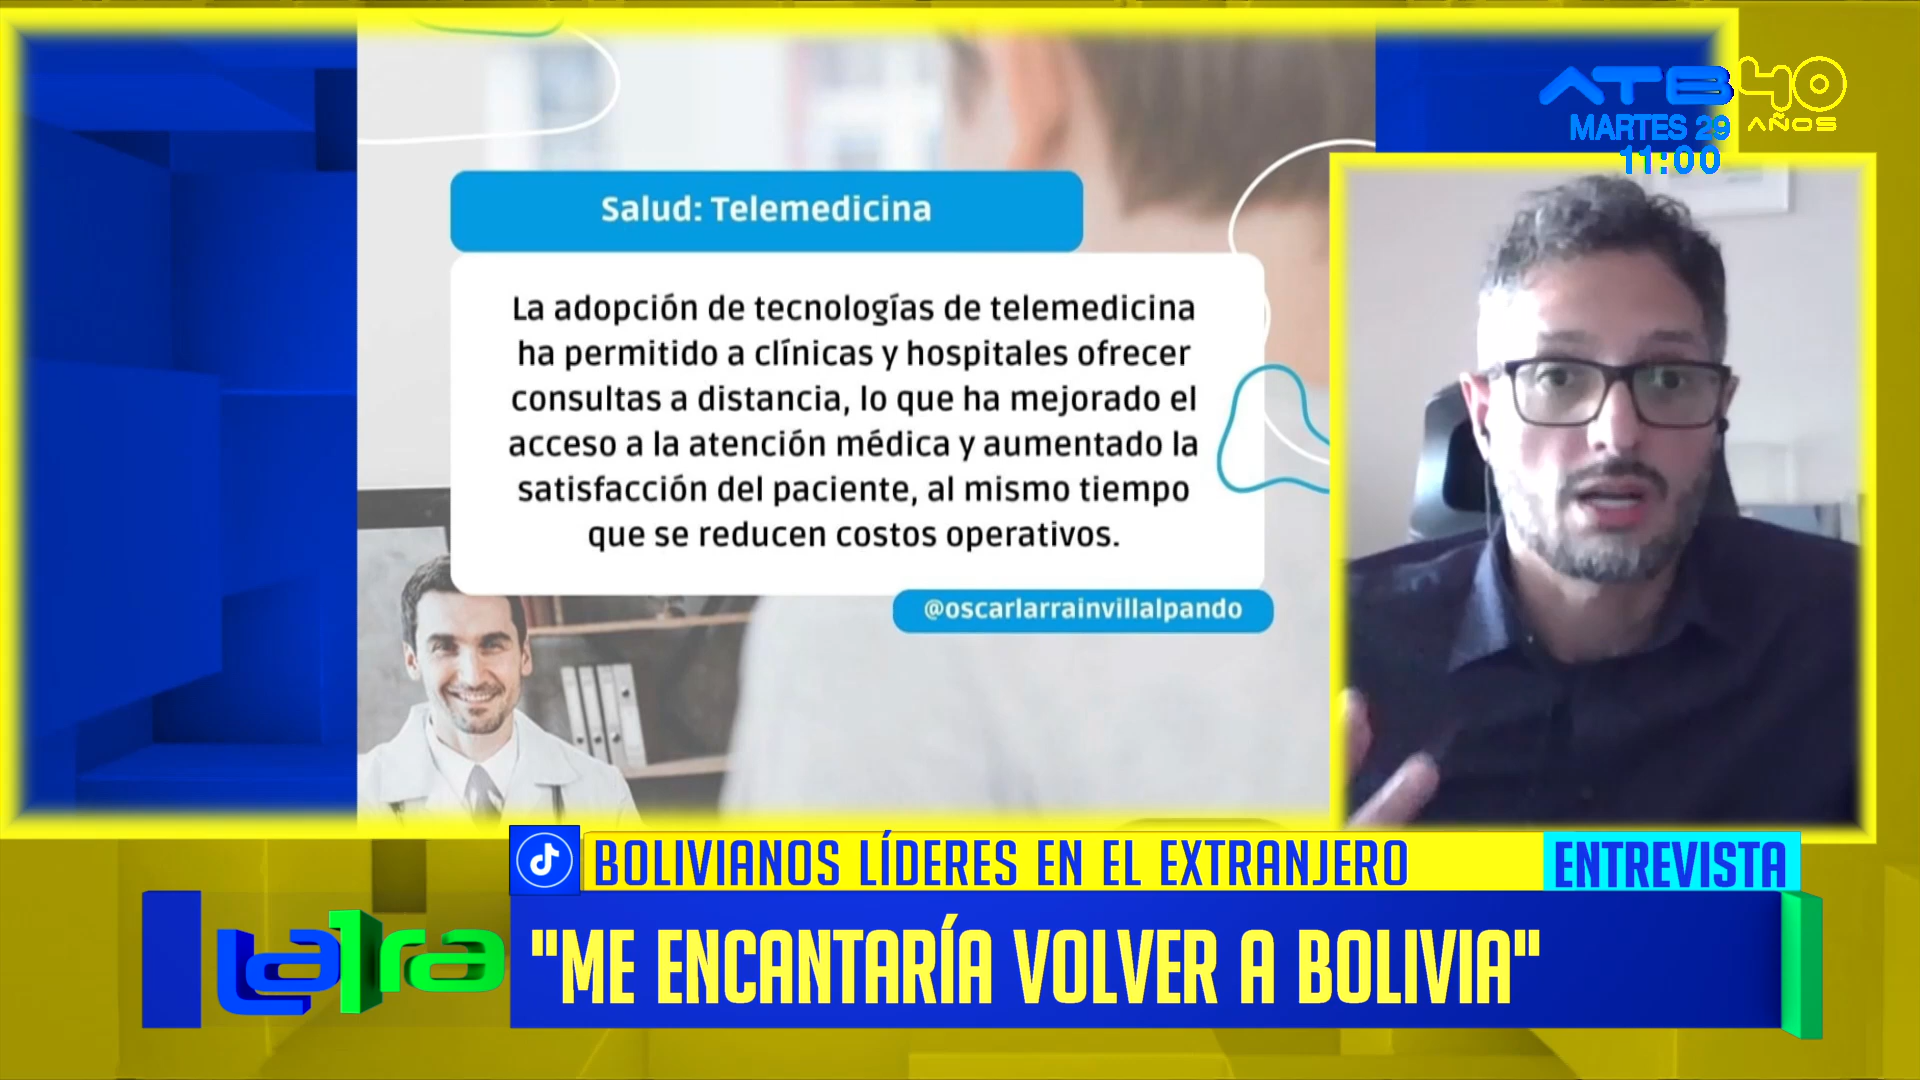 ATB 40
AÑOS
MARTES 29
11:00
Salud: Telemedicina
La adopción de tecnologías de telemedicina
ha permitido a clínicas y hospitales ofrecer
consultas a distancia, lo que ha mejorado el
acceso a la atención médica y aumentado la
satisfacción del paciente, al mismo tiempo
que se reducen costos operativos.
@oscarlarrainvillalpando
BOLIVIANOS LÍDERES EN EL EXTRANJERO
ENTREVISTA
La1ra
"ME ENCANTARÍA VOLVER A BOLIVIA"